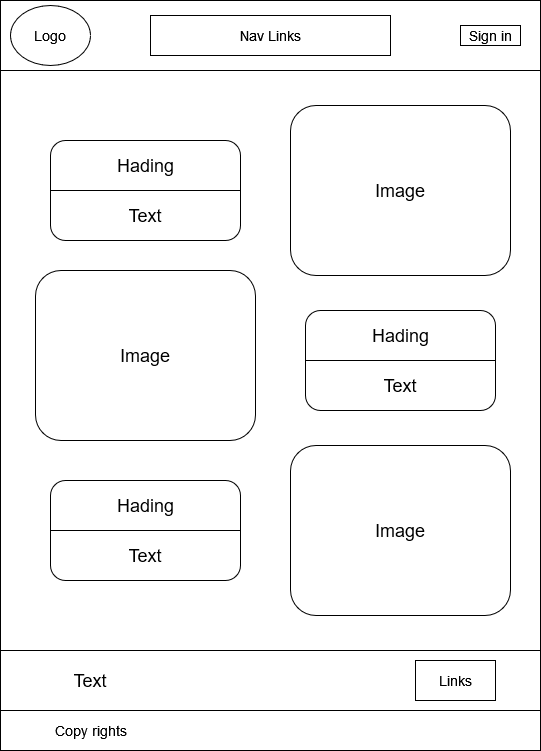 Logo
Nav Links
Sign in
Hading
Text
Image
Image
Hading
Text
Hading
Text
Image
Text
Links
Copy rights